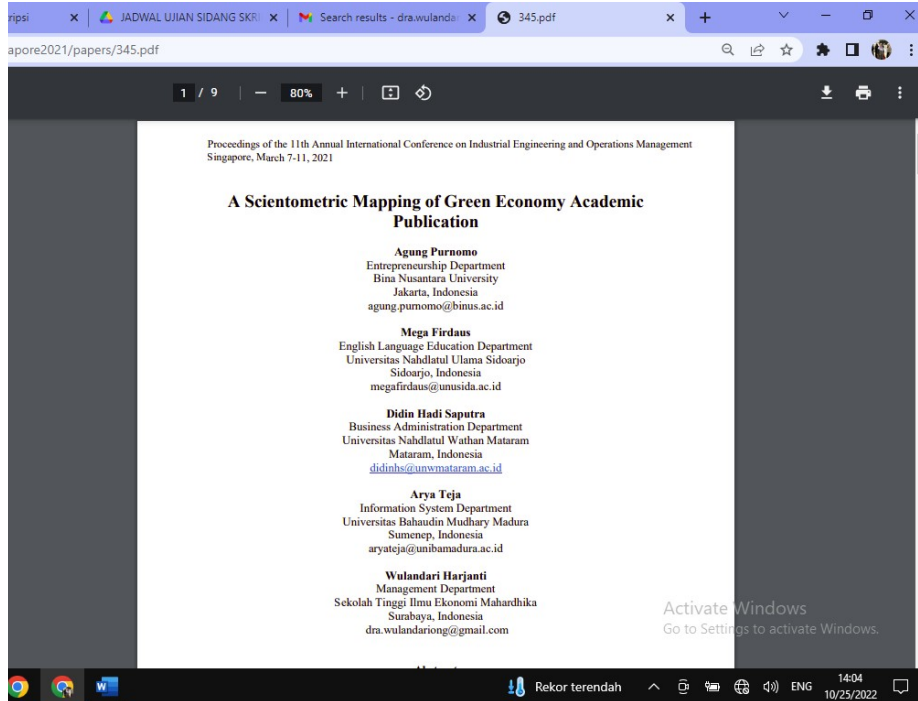 ripsi
JADWAL UJIAN SIDANG SKRI
Search results - dra.wulanda
345.pdf
apore2021/papers/345.pdf
1 / 9
80%
Proceedings of the 11th Annual International Conference on Industrial Engineering and Operations Management
Singapore, March 7-11, 2021
A Scientometric Mapping of Green Economy Academic
Publication
Agung Purnomo
Entrepreneurship Department
Bina Nusantara University
Jakarta, Indonesia
agung.purnomo@binus.ac.id
Mega Firdaus
English Language Education Department
Universitas Nahdlatul Ulama Sidoarjo
Sidoarjo, Indonesia
megafirdaus@unusida.ac.id
Didin Hadi Saputra
Business Administration Department
Universitas Nahdlatul Wathan Mataram
Mataram, Indonesia
didinhs@unwmataram.ac.id
Arya Teja
Information System Department
Universitas Bahaudin Mudhary Madura
Sumenep, Indonesia
aryateja@unibamadura.ac.id
Wulandari Harjanti
Management Department
Sekolah Tinggi Ilmu Ekonomi Mahardhika
Surabaya, Indonesia
dra.wulandariong@gmail.com
Activate Windows
Go to Settings to activate Windows.
Rekor terendah
ENG
14:04
10/25/2022